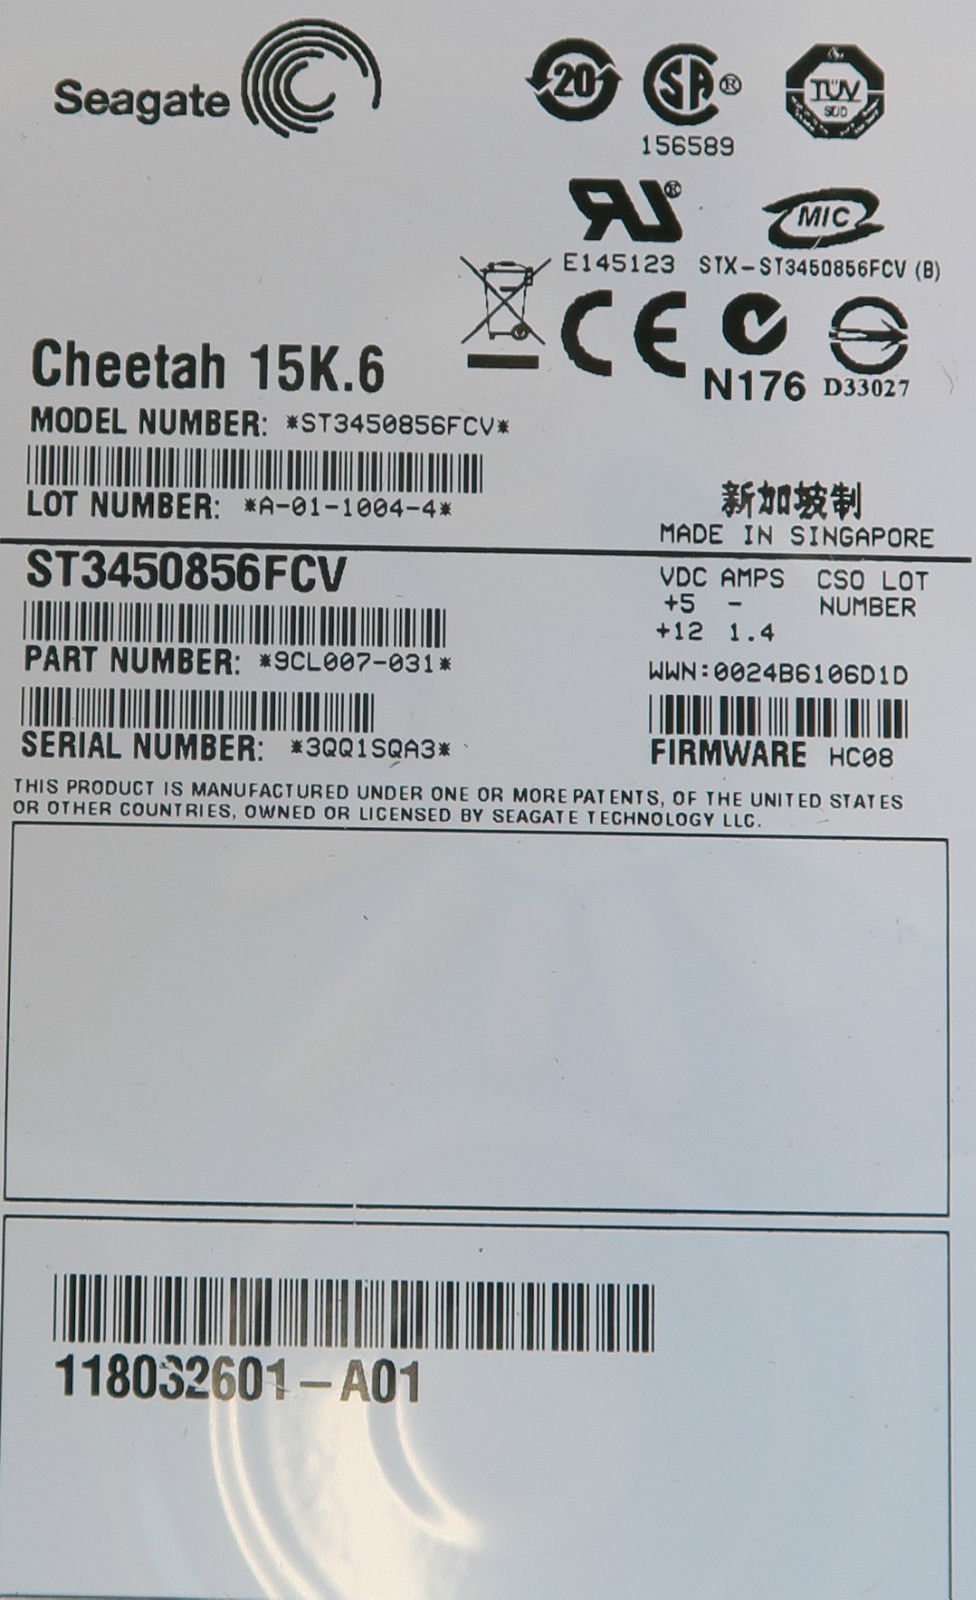 Seagate
20
SA®
156589
TÜV
SÜD
MIC
E145123 STX-ST3450856FCV (B)
CE
N176
D33027
Cheetah 15K.6
MODEL NUMBER: *ST3450856FCV*
LOT NUMBER: *A-01-1004-4*
新加坡制
MADE IN SINGAPORE
ST3450856FCV
VDC AMPS CSO LOT
+5 - NUMBER
+12 1.4
PART NUMBER: *9CL007-031*
WWN:0024B6106D1D
SERIAL NUMBER: *3QQ1SQA3*
FIRMWARE HC08
THIS PRODUCT IS MANUFACTURED UNDER ONE OR MORE PATENTS, OF THE UNITED STATES
OR OTHER COUNTRIES, OWNED OR LICENSED BY SEAGATE TECHNOLOGY LLC.
118032601-A01